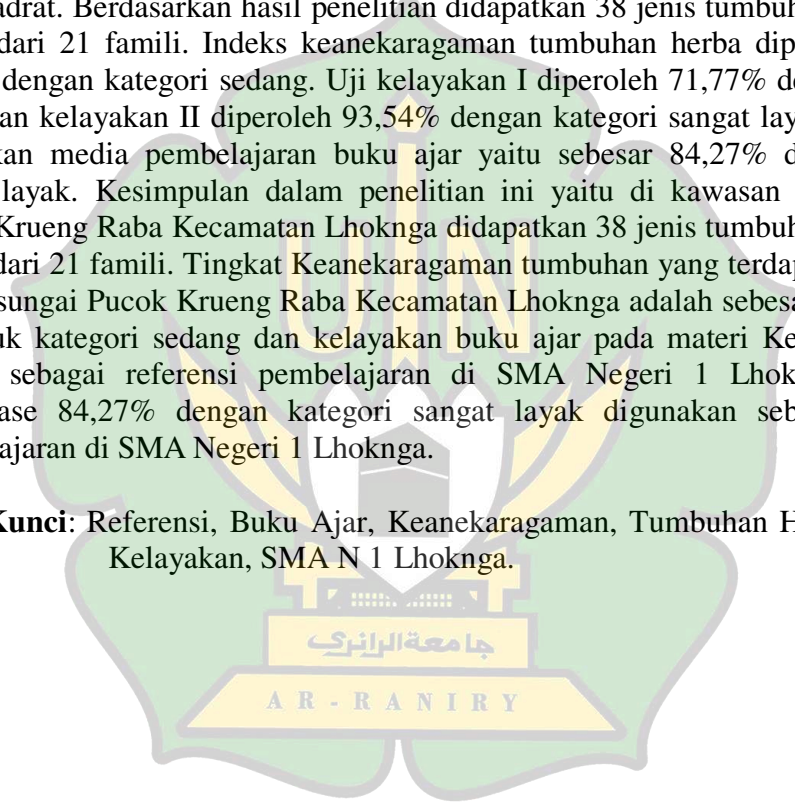 adrat. Berdasarkan hasil penelitian didapatkan 38 jenis tumbuh
dari 21 famili. Indeks keanekaragaman tumbuhan herba dip
dengan kategori sedang. Uji kelayakan I diperoleh 71,77% de
an kelayakan II diperoleh 93,54% dengan kategori sangat lay
kan media pembelajaran buku ajar yaitu sebesar 84,27% d
layak. Kesimpulan dalam penelitian ini yaitu di kawasan
Krueng Raba Kecamatan Lhoknga didapatkan 38 jenis tumbuh
dari 21 famili. Tingkat Keanekaragaman tumbuhan yang terdap
sungai Pucok Krueng Raba Kecamatan Lhoknga adalah sebesa
uk kategori sedang dan kelayakan buku ajar pada materi Ke
sebagai referensi pembelajaran di SMA Negeri 1 Lhok
ase 84,27% dengan kategori sangat layak digunakan seb
ajaran di SMA Negeri 1 Lhoknga.
Kunci: Referensi, Buku Ajar, Keanekaragaman, Tumbuhan H
Kelayakan, SMA N 1 Lhoknga.
UIN
جامعة الرانري
AR-RANIRY